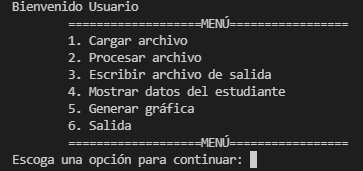 Bienvenido Usuario
===================MENÚ=================
1. Cargar archivo
2. Procesar archivo
3. Escribir archivo de salida
4. Mostrar datos del estudiante
5. Generar gráfica
6. Salida
===================MENÚ=================
Escoga una opción para continuar: